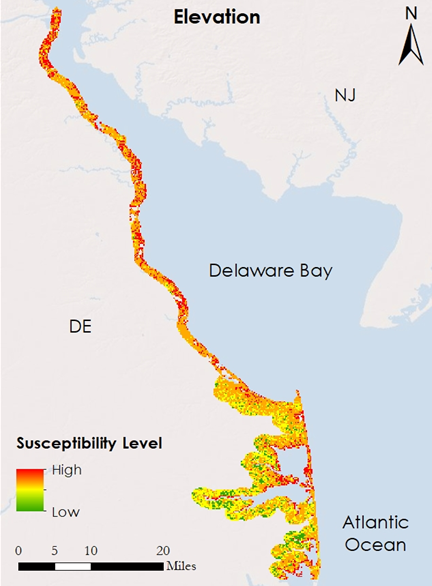 Elevation
N
NJ
Delaware Bay
DE
Susceptibility Level
High
Low
0 5 10 20
Miles
Atlantic
Ocean